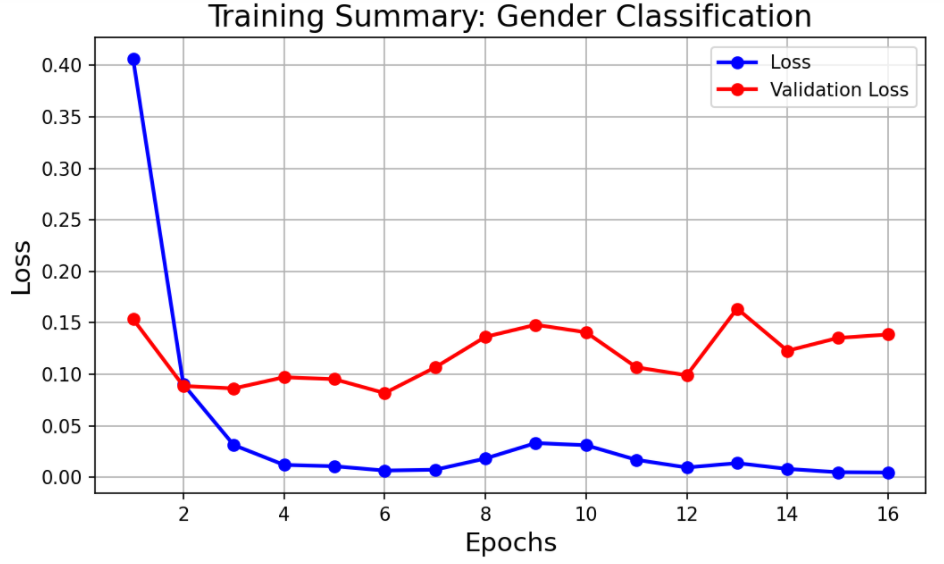 Training Summary: Gender Classification
Loss
Validation Loss
0.40
0.35
0.30
0.25
0.20
0.15
0.10
0.05
0.00
Loss
2 4 6 8 10 12 14 16
Epochs